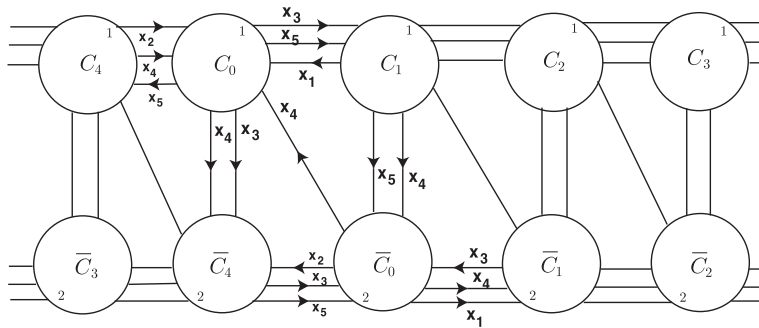 x₃
1 x₂ 1 x₅ 1 1 1
C₄ x₄ C₀ x₁ C₁ C₂ C₃
x₅
x₄
x₄ x₃
x₅ x₄
C̅₃ C̅₄ x₂ C̅₀ x₃ C̅₁ C̅₂
x₃ x₄
2 2 x₅ 2 x₁ 2 2